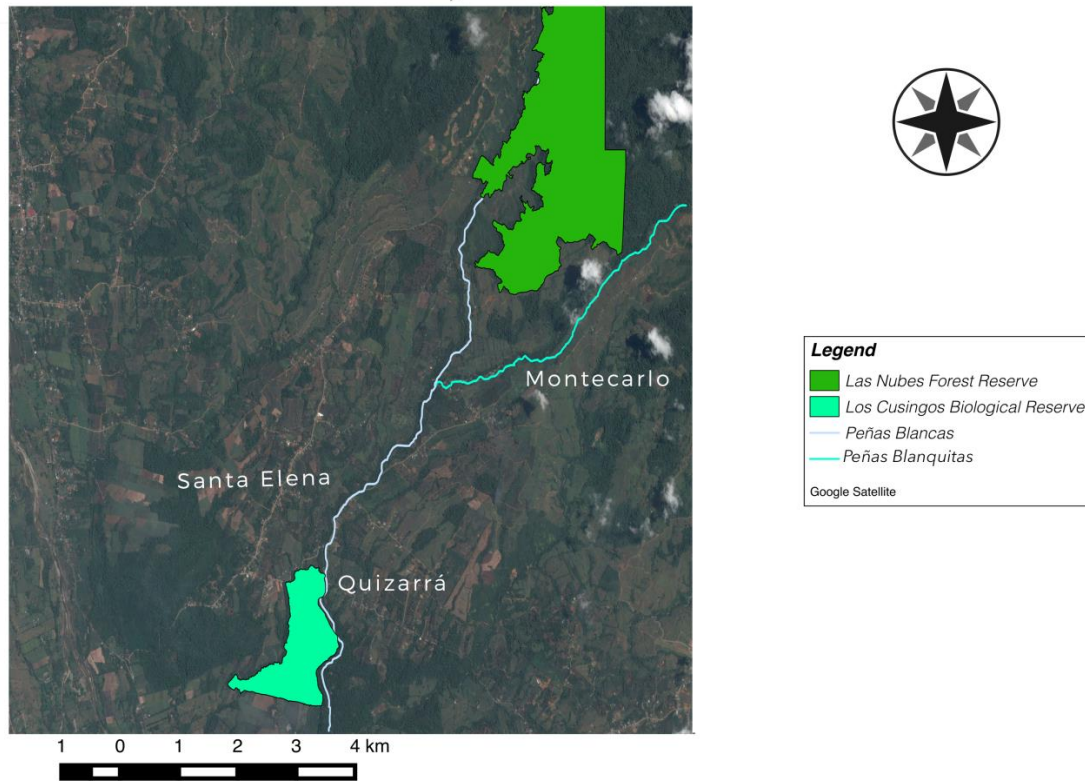 Montecarlo
Santa Elena
Quizarrá
Legend
Las Nubes Forest Reserve
Los Cusingos Biological Reserve
Peñas Blancas
Peñas Blanquitas
Google Satellite
1 0 1 2 3 4 km